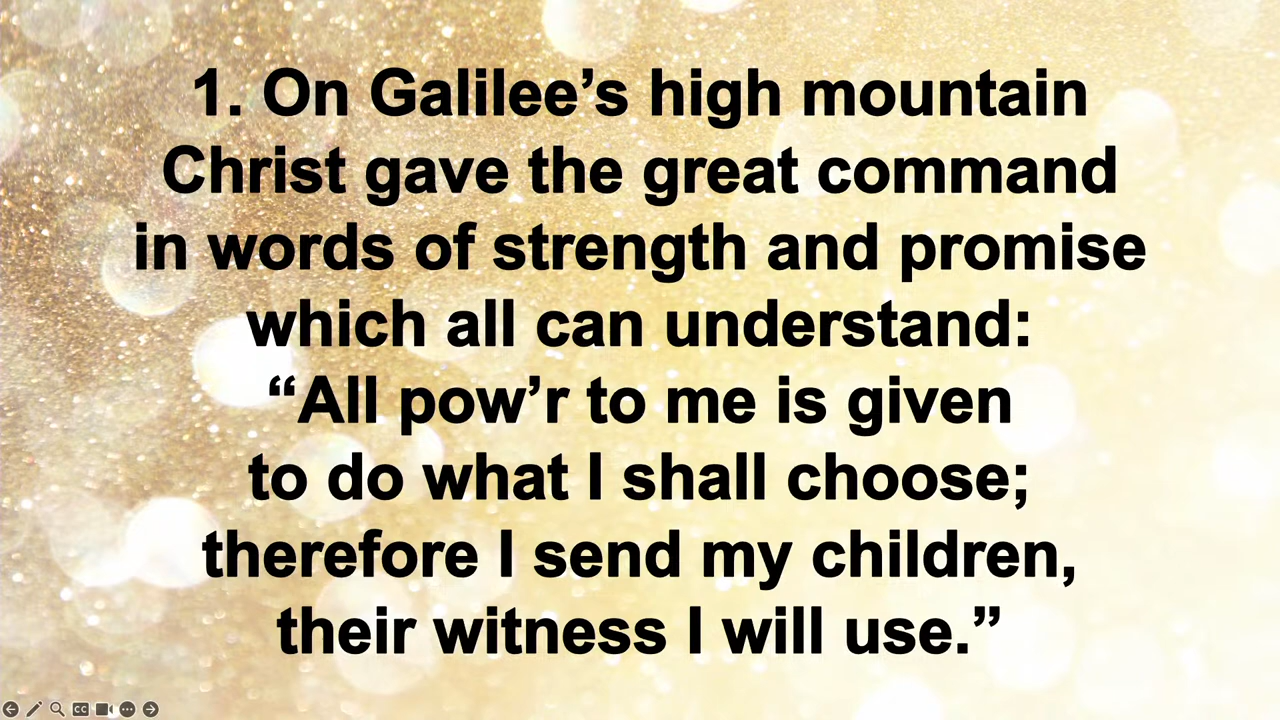 1. On Galilee’s high mountain
Christ gave the great command
in words of strength and promise
which all can understand:
“All pow’r to me is given
to do what I shall choose;
therefore I send my children,
their witness I will use.”
CC